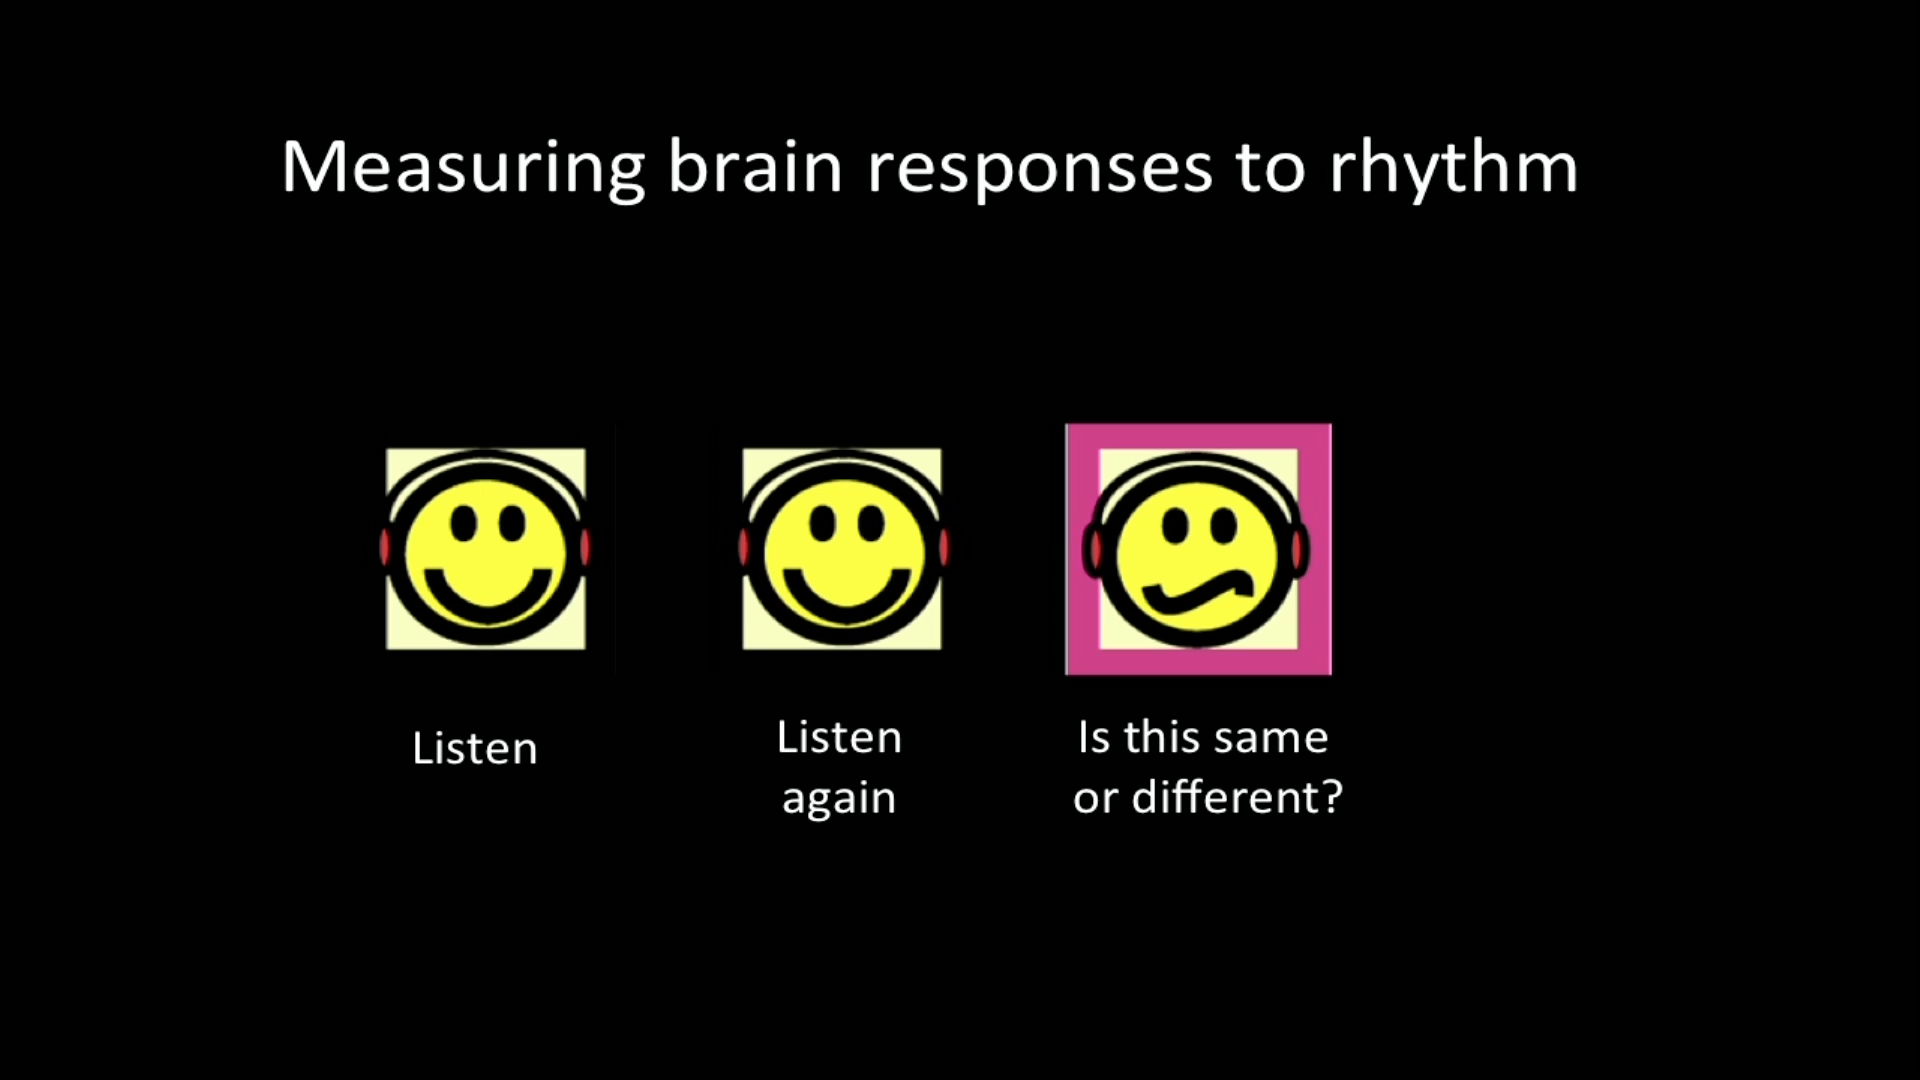 Measuring brain responses to rhythm
Listen
Listen
again
Is this same
or different?